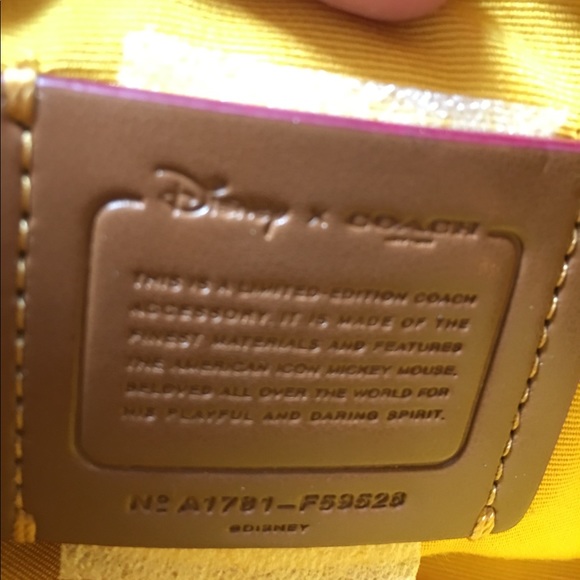 Disney X COACH
THIS IS A LIMITED-EDITION COACH
ACCESSORY. IT IS MADE OF THE
FINEST MATERIALS AND FEATURES
THE AMERICAN ICON MICKEY MOUSE,
BELOVED ALL OVER THE WORLD FOR
HIS PLAYFUL AND DARING SPIRIT.
Nº A1781-F59528
©DISNEY